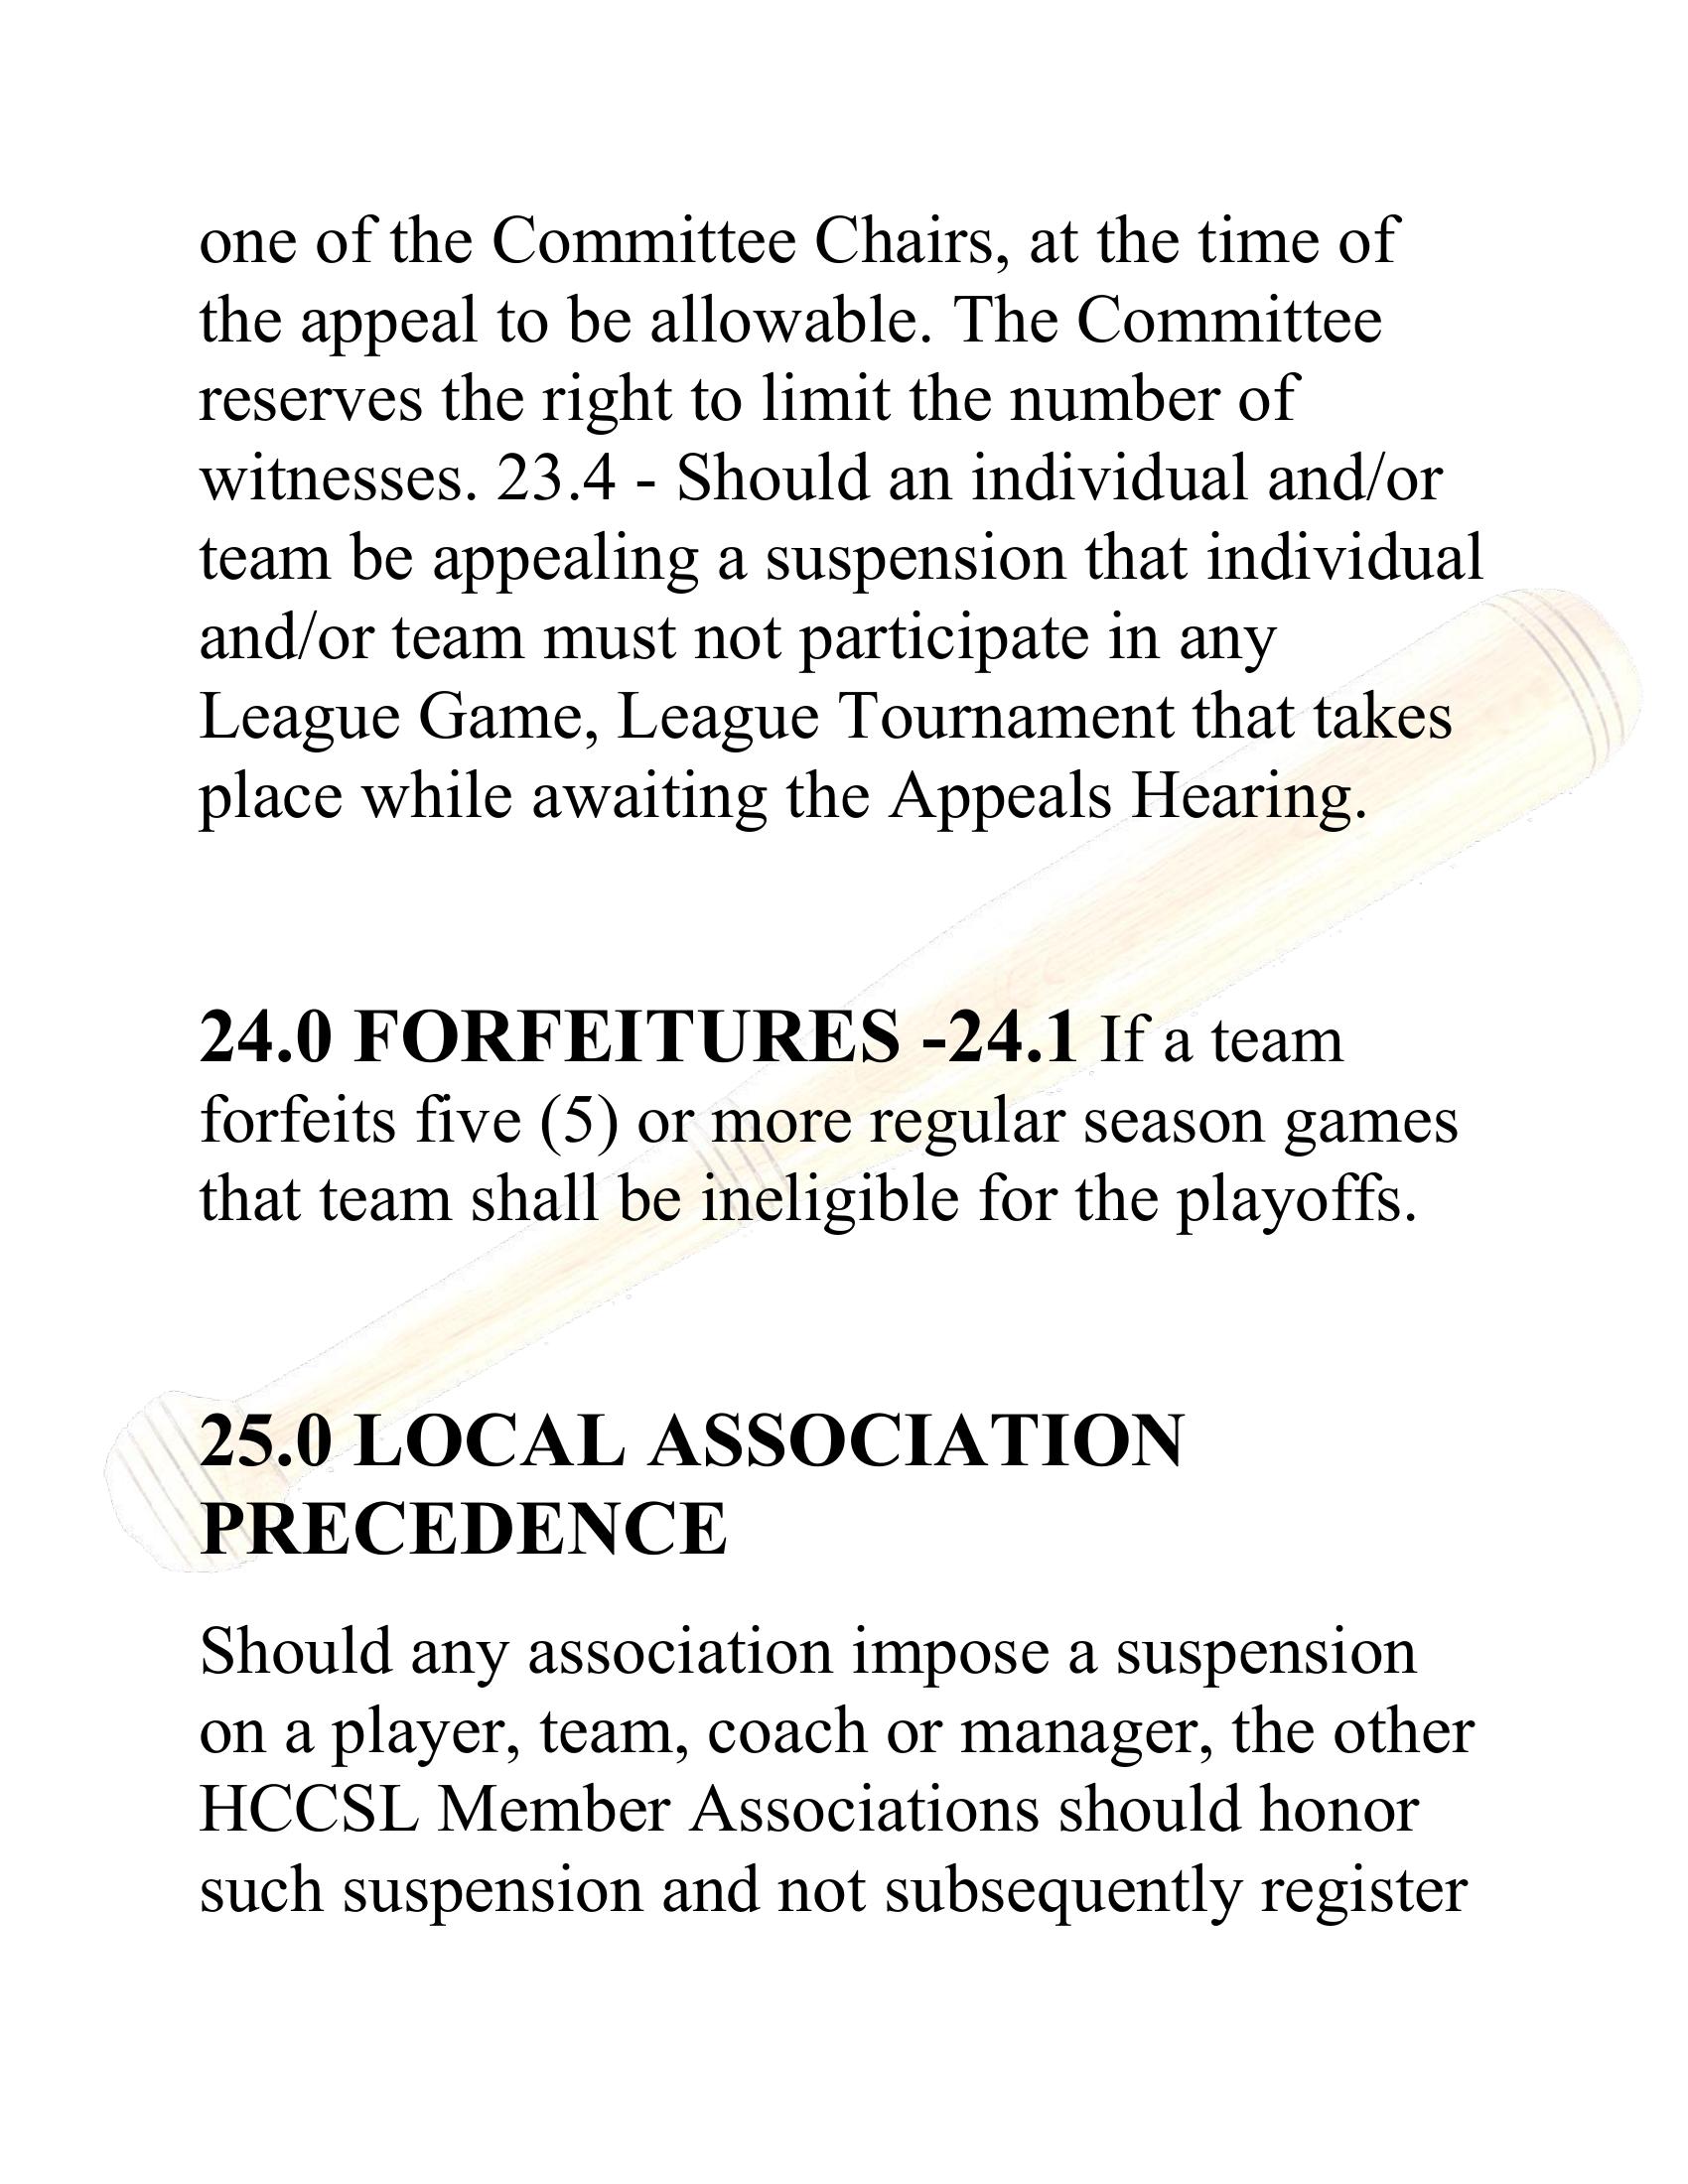 one of the Committee Chairs, at the time of
the appeal to be allowable. The Committee
reserves the right to limit the number of
witnesses. 23.4 - Should an individual and/or
team be appealing a suspension that individual
and/or team must not participate in any
League Game, League Tournament that takes
place while awaiting the Appeals Hearing.
24.0 FORFEITURES -24.1 If a team
forfeits five (5) or more regular season games
that team shall be ineligible for the playoffs.
25.0 LOCAL ASSOCIATION
PRECEDENCE
Should any association impose a suspension
on a player, team, coach or manager, the other
HCCSL Member Associations should honor
such suspension and not subsequently register